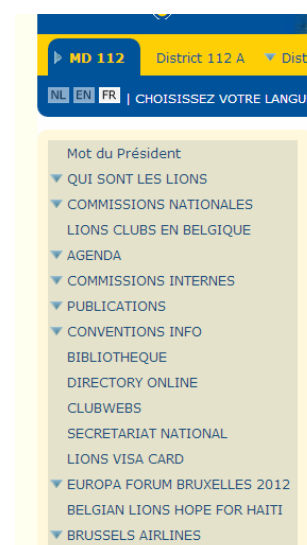 MD 112 District 112 A
NL EN FR | CHOISISSEZ VOTRE
Mot du Président
QUI SONT LES LIONS
COMMISSIONS NATIONALES
LIONS CLUBS EN BELGIQUE
AGENDA
COMMISSIONS INTERNES
PUBLICATIONS
CONVENTIONS INFO
BIBLIOTHEQUE
DIRECTORY ONLINE
CLUBWEBS
SECRETARIAT NATIONAL
LIONS VISA CARD
EUROPA FORUM BRUXELLES 2012
BELGIAN LIONS HOPE FOR HAITI
BRUSSELS AIRLINES